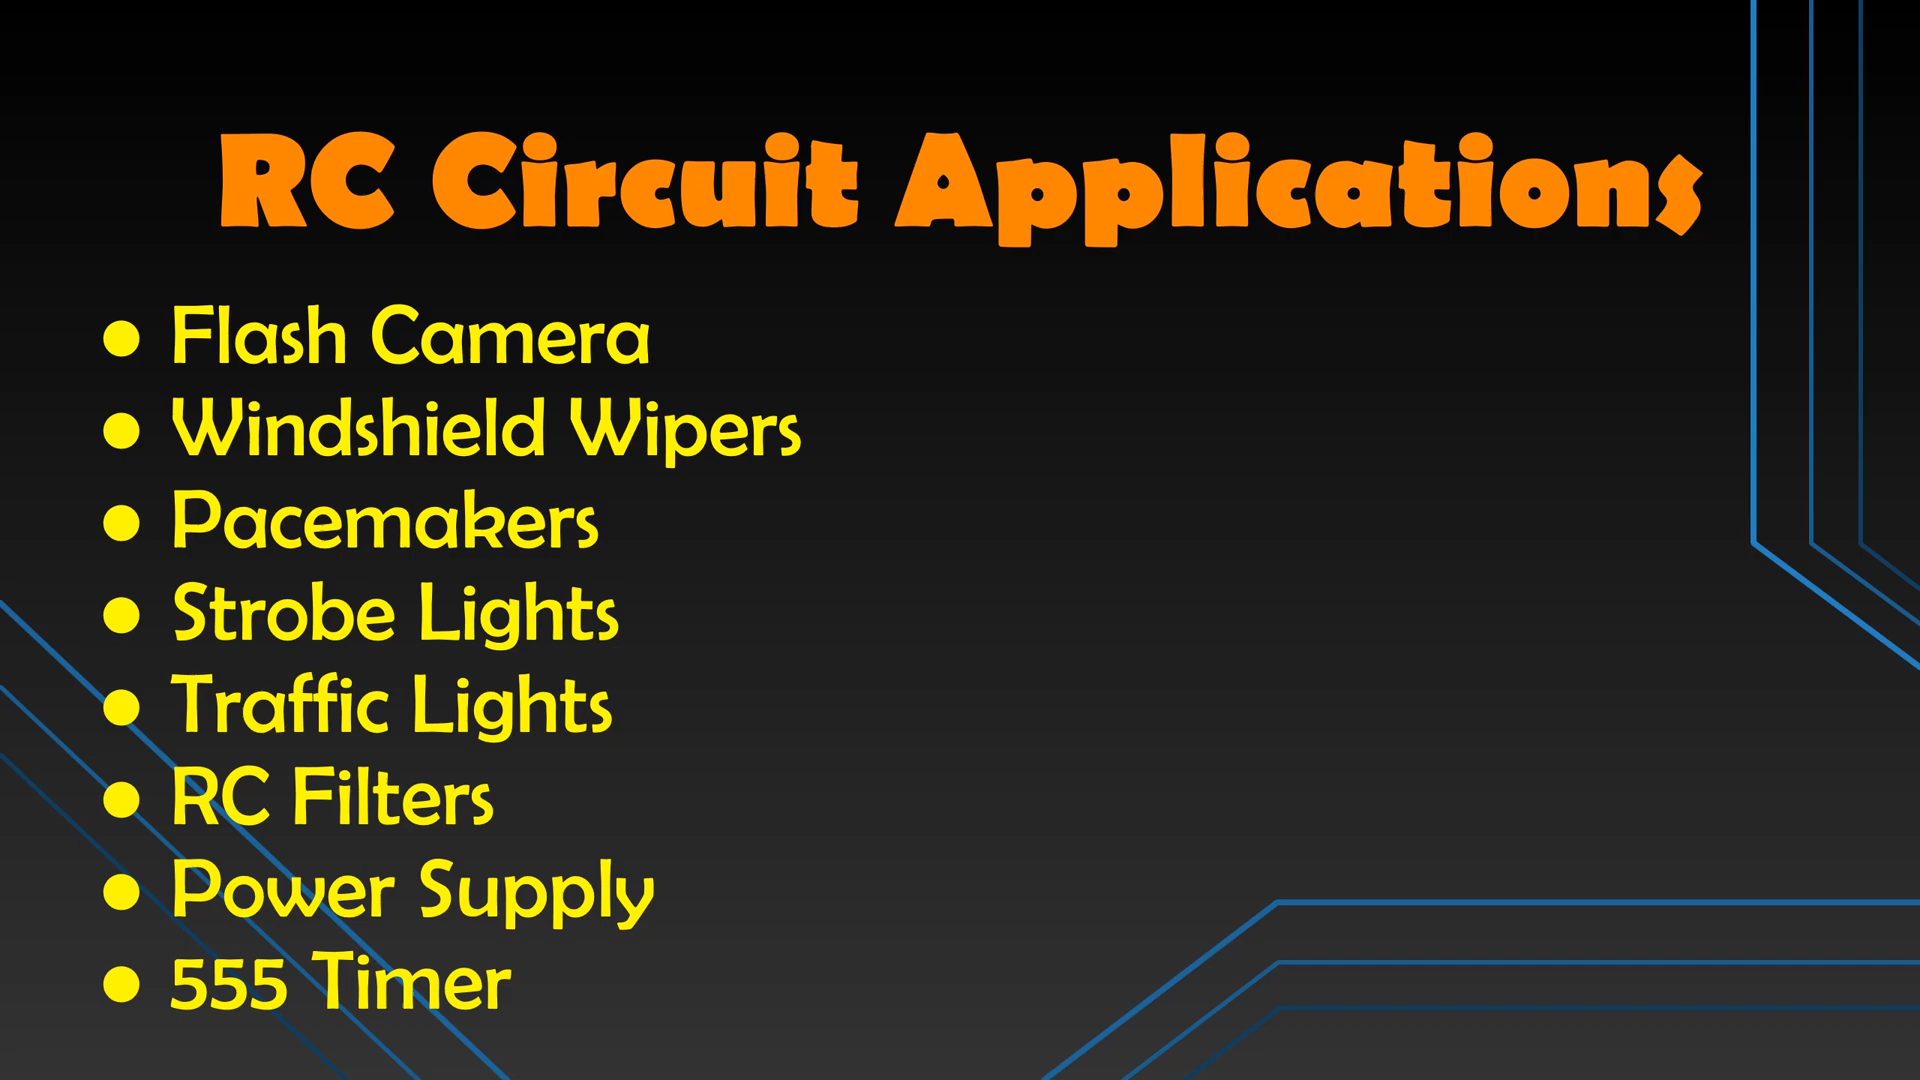 RC Circuit Applications
• Flash Camera
• Windshield Wipers
• Pacemakers
• Strobe Lights
• Traffic Lights
• RC Filters
• Power Supply
• 555 Timer